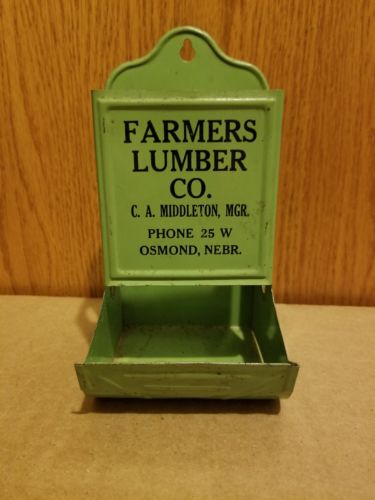 FARMERS
LUMBER
CO.
C. A. MIDDLETON, MGR.
PHONE 25 W
OSMOND, NEBR.